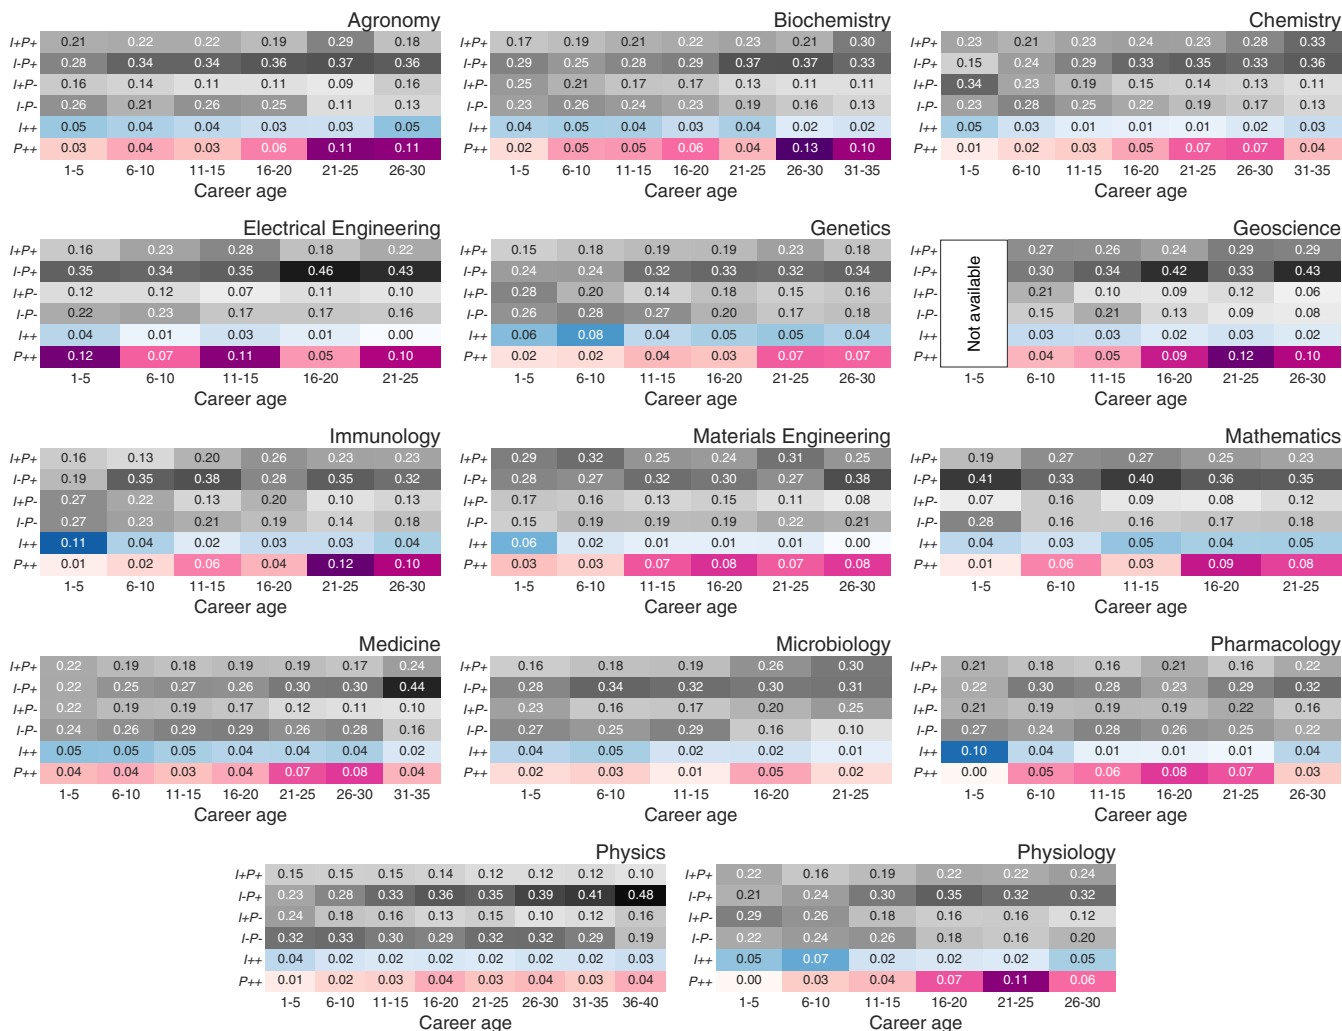 Agronomy
I+P+ 0.21 0.22 0.22 0.19 0.29 0.18
I-P+ 0.28 0.34 0.34 0.36 0.37 0.36
I+P- 0.16 0.14 0.11 0.11 0.09 0.16
I-P- 0.26 0.21 0.26 0.25 0.11 0.13
I++ 0.05 0.04 0.04 0.03 0.03 0.05
P++ 0.03 0.04 0.03 0.06 0.11 0.11
1-5 6-10 11-15 16-20 21-25 26-30
Career age
Biochemistry
I+P+ 0.17 0.19 0.21 0.22 0.23 0.21 0.30
I-P+ 0.29 0.25 0.28 0.29 0.37 0.37 0.33
I+P- 0.25 0.21 0.17 0.17 0.13 0.11 0.11
I-P- 0.23 0.26 0.24 0.23 0.19 0.16 0.13
I++ 0.04 0.05 0.04 0.03 0.04 0.02 0.02
P++ 0.02 0.05 0.05 0.06 0.04 0.13 0.10
1-5 6-10 11-15 16-20 21-25 26-30 31-35
Career age
Chemistry
I+P+ 0.23 0.21 0.23 0.24 0.23 0.28 0.33
I-P+ 0.15 0.24 0.29 0.33 0.35 0.33 0.36
I+P- 0.34 0.23 0.19 0.15 0.14 0.13 0.11
I-P- 0.23 0.28 0.25 0.22 0.19 0.17 0.13
I++ 0.05 0.03 0.01 0.01 0.01 0.02 0.03
P++ 0.01 0.02 0.03 0.05 0.07 0.07 0.04
1-5 6-10 11-15 16-20 21-25 26-30 31-35
Career age
Electrical Engineering
I+P+ 0.16 0.23 0.28 0.18 0.22
I-P+ 0.35 0.34 0.35 0.46 0.43
I+P- 0.12 0.12 0.07 0.11 0.10
I-P- 0.22 0.23 0.17 0.17 0.16
I++ 0.04 0.01 0.03 0.01 0.00
P++ 0.12 0.07 0.11 0.05 0.10
1-5 6-10 11-15 16-20 21-25
Career age
Genetics
I+P+ 0.15 0.18 0.19 0.19 0.23 0.18
I-P+ 0.24 0.24 0.32 0.33 0.32 0.34
I+P- 0.28 0.20 0.14 0.18 0.15 0.16
I-P- 0.26 0.28 0.27 0.20 0.17 0.18
I++ 0.06 0.08 0.04 0.05 0.05 0.04
P++ 0.02 0.02 0.04 0.03 0.07 0.07
1-5 6-10 11-15 16-20 21-25 26-30
Career age
Geoscience
Not available
I+P+ 0.27 0.26 0.24 0.29 0.29
I-P+ 0.30 0.34 0.42 0.33 0.43
I+P- 0.21 0.10 0.09 0.12 0.06
I-P- 0.15 0.21 0.13 0.09 0.08
I++ 0.03 0.03 0.02 0.03 0.02
P++ 0.04 0.05 0.09 0.12 0.10
1-5 6-10 11-15 16-20 21-25 26-30
Career age
Immunology
I+P+ 0.16 0.13 0.20 0.26 0.23 0.23
I-P+ 0.19 0.35 0.38 0.28 0.35 0.32
I+P- 0.27 0.22 0.13 0.20 0.10 0.13
I-P- 0.27 0.23 0.21 0.19 0.14 0.18
I++ 0.11 0.04 0.02 0.03 0.03 0.04
P++ 0.01 0.02 0.06 0.04 0.12 0.10
1-5 6-10 11-15 16-20 21-25 26-30
Career age
Materials Engineering
I+P+ 0.29 0.32 0.25 0.24 0.31 0.25
I-P+ 0.28 0.27 0.32 0.30 0.27 0.38
I+P- 0.17 0.16 0.13 0.15 0.11 0.08
I-P- 0.15 0.19 0.19 0.19 0.22 0.21
I++ 0.06 0.02 0.01 0.01 0.01 0.00
P++ 0.03 0.03 0.07 0.08 0.07 0.08
1-5 6-10 11-15 16-20 21-25 26-30
Career age
Mathematics
I+P+ 0.19 0.27 0.27 0.25 0.23
I-P+ 0.41 0.33 0.40 0.36 0.35
I+P- 0.07 0.16 0.09 0.08 0.12
I-P- 0.28 0.16 0.16 0.17 0.18
I++ 0.04 0.03 0.05 0.04 0.05
P++ 0.01 0.06 0.03 0.09 0.08
1-5 6-10 11-15 16-20 21-25
Career age
Medicine
I+P+ 0.22 0.19 0.18 0.19 0.19 0.17 0.24
I-P+ 0.22 0.25 0.27 0.26 0.30 0.30 0.44
I+P- 0.22 0.19 0.19 0.17 0.12 0.11 0.10
I-P- 0.24 0.26 0.29 0.29 0.26 0.28 0.16
I++ 0.05 0.05 0.05 0.04 0.04 0.04 0.02
P++ 0.04 0.04 0.03 0.04 0.07 0.08 0.04
1-5 6-10 11-15 16-20 21-25 26-30 31-35
Career age
Microbiology
I+P+ 0.16 0.18 0.19 0.26 0.30
I-P+ 0.28 0.34 0.32 0.30 0.31
I+P- 0.23 0.16 0.17 0.20 0.25
I-P- 0.27 0.25 0.29 0.16 0.10
I++ 0.04 0.05 0.02 0.02 0.01
P++ 0.02 0.03 0.01 0.05 0.02
1-5 6-10 11-15 16-20 21-25
Career age
Pharmacology
I+P+ 0.21 0.18 0.16 0.21 0.16 0.22
I-P+ 0.22 0.30 0.28 0.23 0.29 0.32
I+P- 0.21 0.19 0.19 0.19 0.22 0.16
I-P- 0.27 0.24 0.28 0.26 0.25 0.22
I++ 0.10 0.04 0.01 0.01 0.01 0.04
P++ 0.00 0.05 0.06 0.08 0.07 0.03
1-5 6-10 11-15 16-20 21-25 26-30
Career age
Physics
I+P+ 0.15 0.15 0.15 0.14 0.12 0.12 0.12 0.10
I-P+ 0.23 0.28 0.33 0.36 0.35 0.39 0.41 0.48
I+P- 0.24 0.18 0.16 0.13 0.15 0.10 0.12 0.16
I-P- 0.32 0.33 0.30 0.29 0.32 0.32 0.29 0.19
I++ 0.04 0.02 0.02 0.02 0.02 0.02 0.02 0.03
P++ 0.01 0.02 0.03 0.04 0.03 0.04 0.04 0.04
1-5 6-10 11-15 16-20 21-25 26-30 31-35 36-40
Career age
Physiology
I+P+ 0.22 0.16 0.19 0.22 0.22 0.24
I-P+ 0.21 0.24 0.30 0.35 0.32 0.32
I+P- 0.29 0.26 0.18 0.16 0.16 0.12
I-P- 0.22 0.24 0.26 0.18 0.16 0.20
I++ 0.05 0.07 0.02 0.02 0.02 0.05
P++ 0.00 0.03 0.04 0.07 0.11 0.06
1-5 6-10 11-15 16-20 21-25 26-30
Career age